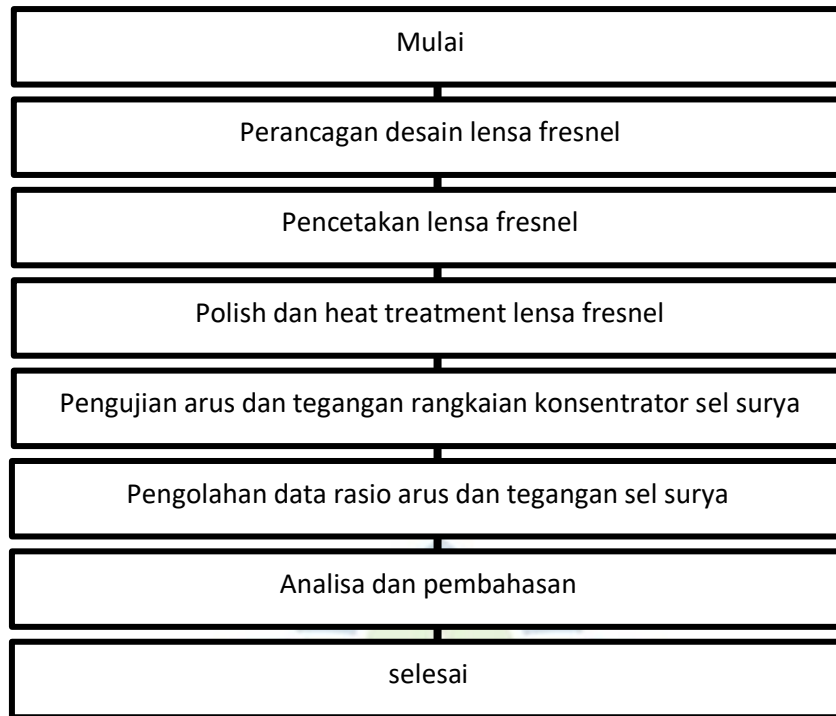 Mulai
Perancagan desain lensa fresnel
Pencetakan lensa fresnel
Polish dan heat treatment lensa fresnel
Pengujian arus dan tegangan rangkaian konsentrator sel surya
Pengolahan data rasio arus dan tegangan sel surya
Analisa dan pembahasan
selesai